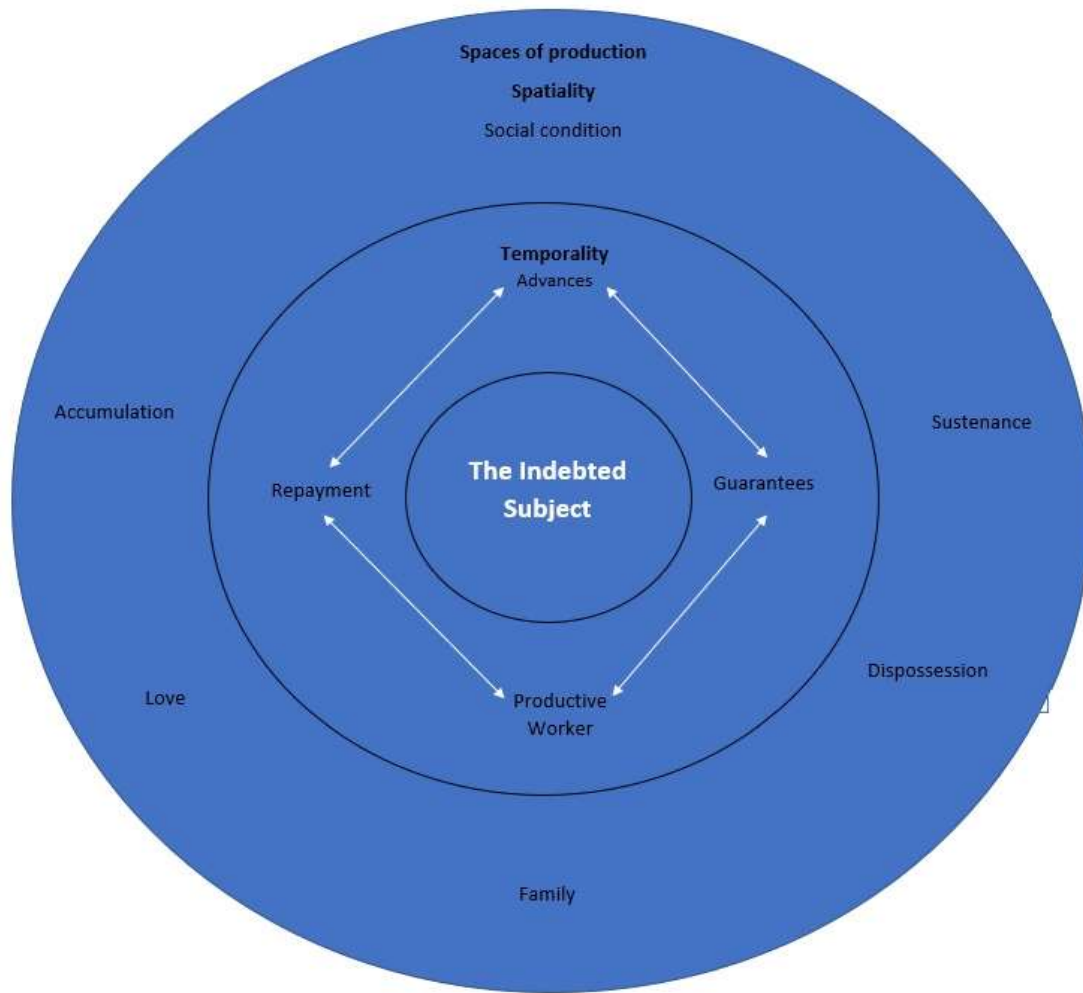 Spaces of production
Spatiality
Social condition
Temporality
Advances
Accumulation
Sustenance
Repayment
The Indebted
Subject
Guarantees
Love
Dispossession
Productive
Worker
Family